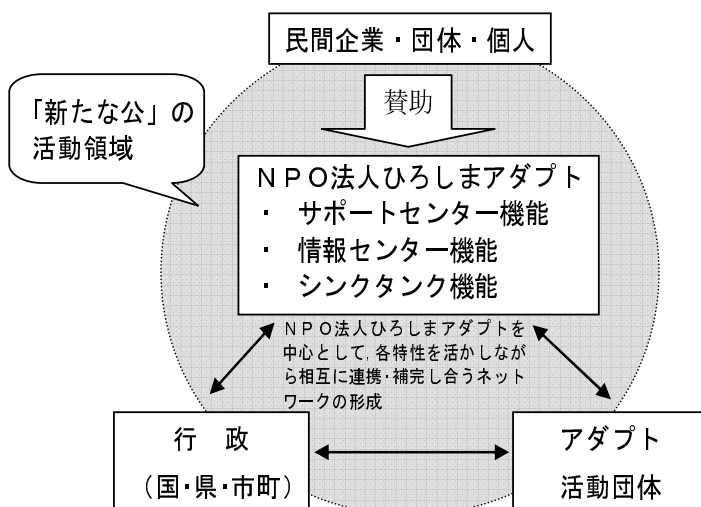 民間企業・団体・個人
賛助
「新たな公」の
活動領域
ＮＰＯ法人ひろしまアダプト
・ サポートセンター機能
・ 情報センター機能
・ シンクタンク機能
ＮＰＯ法人ひろしまアダプトを
中心として，各特性を活かしなが
ら相互に連携・補完し合うネット
ワークの形成
行　政
（国・県・市町）
アダプト
活動団体